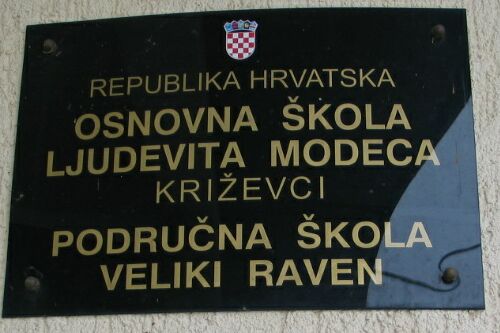 REPUBLIKA HRVATSKA
OSNOVNA ŠKOLA
LJUDEVITA MODECA
KRIŽEVCI
PODRUČNA ŠKOLA
VELIKI RAVEN